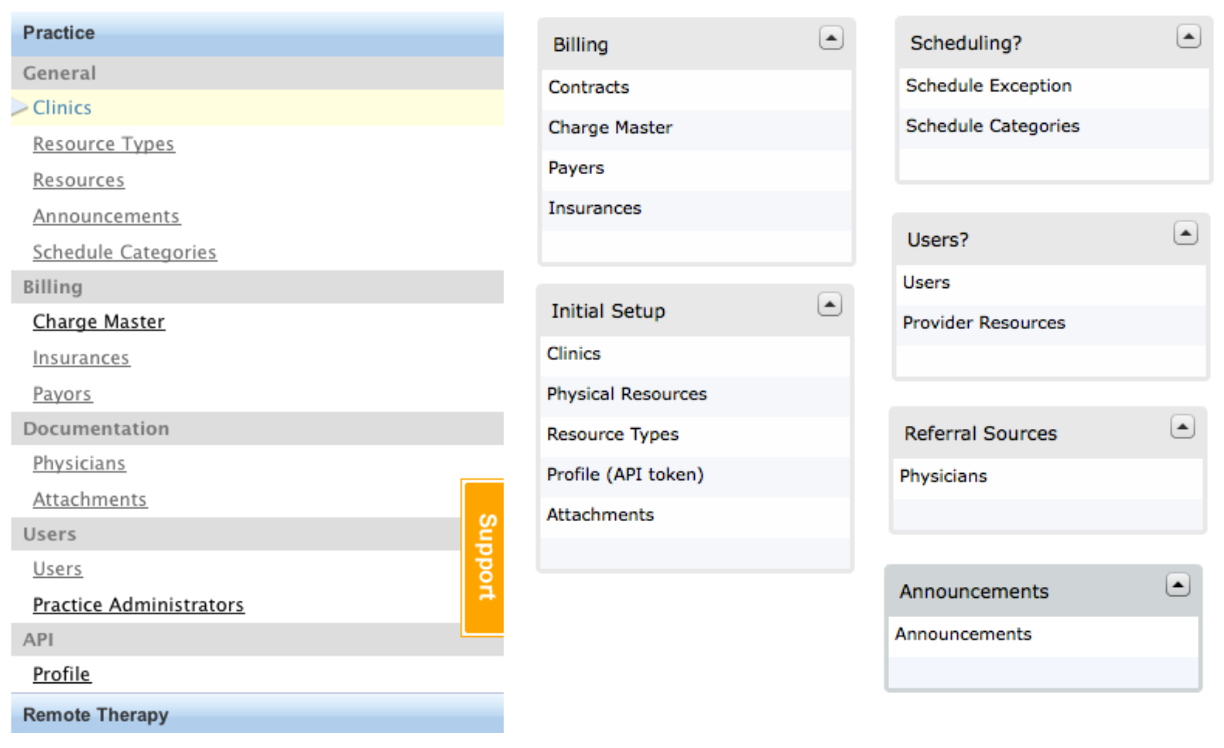 Practice
General
Clinics
Resource Types
Resources
Announcements
Schedule Categories
Billing
Charge Master
Insurances
Payors
Documentation
Physicians
Attachments
Users
Users
Practice Administrators
API
Profile
Remote Therapy
Support
Billing
Contracts
Charge Master
Payers
Insurances
Initial Setup
Clinics
Physical Resources
Resource Types
Profile (API token)
Attachments
Scheduling?
Schedule Exception
Schedule Categories
Users?
Users
Provider Resources
Referral Sources
Physicians
Announcements
Announcements